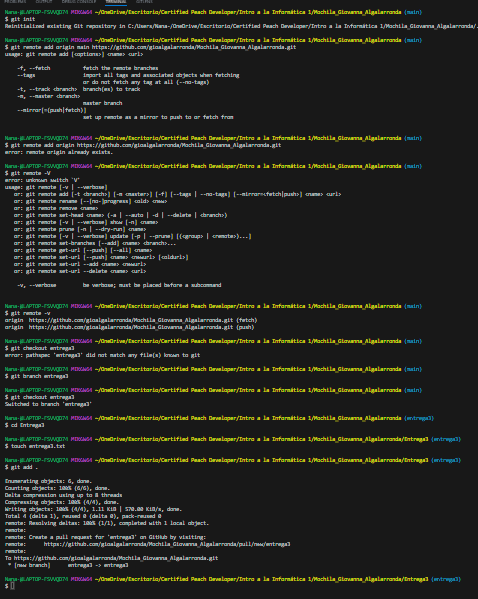 PROBLEMS OUTPUT DEBUG CONSOLE TERMINAL GITLENS
Nana-@LAPTOP-FSVVQD74 MINGW64 ~/OneDrive/Escritorio/Certified Peach Developer/Intro a la Informática 1/Mochila_Giovanna_Algalarronda (main)
$ git init
Reinitialized existing Git repository in C:/Users/Nana-/OneDrive/Escritorio/Certified Peach Developer/Intro a la Informática 1/Mochila_Giovanna_Algalarronda/.
Nana-@LAPTOP-FSVVQD74 MINGW64 ~/OneDrive/Escritorio/Certified Peach Developer/Intro a la Informática 1/Mochila_Giovanna_Algalarronda (main)
$ git remote add origin main https://github.com/gioalgalarronda/Mochila_Giovanna_Algalarronda.git
usage: git remote add [<options>] <name> <url>
-f, --fetch fetch the remote branches
--tags import all tags and associated objects when fetching
or do not fetch any tag at all (--no-tags)
-t, --track <branch> branch(es) to track
-m, --master <branch>
master branch
--mirror[=(push|fetch)]
set up remote as a mirror to push to or fetch from
Nana-@LAPTOP-FSVVQD74 MINGW64 ~/OneDrive/Escritorio/Certified Peach Developer/Intro a la Informática 1/Mochila_Giovanna_Algalarronda (main)
$ git remote add origin https://github.com/gioalgalarronda/Mochila_Giovanna_Algalarronda.git
error: remote origin already exists.
Nana-@LAPTOP-FSVVQD74 MINGW64 ~/OneDrive/Escritorio/Certified Peach Developer/Intro a la Informática 1/Mochila_Giovanna_Algalarronda (main)
$ git remote -V
error: unknown switch `V'
usage: git remote [-v | --verbose]
or: git remote add [-t <branch>] [-m <master>] [-f] [--tags | --no-tags] [--mirror=<fetch|push>] <name> <url>
or: git remote rename [--[no-]progress] <old> <new>
or: git remote remove <name>
or: git remote set-head <name> (-a | --auto | -d | --delete | <branch>)
or: git remote [-v | --verbose] show [-n] <name>
or: git remote prune [-n | --dry-run] <name>
or: git remote [-v | --verbose] update [-p | --prune] [(<group> | <remote>)...]
or: git remote set-branches [--add] <name> <branch>...
or: git remote get-url [--push] [--all] <name>
or: git remote set-url [--push] <name> <newurl> [<oldurl>]
or: git remote set-url --add <name> <newurl>
or: git remote set-url --delete <name> <url>
-v, --verbose be verbose; must be placed before a subcommand
Nana-@LAPTOP-FSVVQD74 MINGW64 ~/OneDrive/Escritorio/Certified Peach Developer/Intro a la Informática 1/Mochila_Giovanna_Algalarronda (main)
$ git remote -v
origin https://github.com/gioalgalarronda/Mochila_Giovanna_Algalarronda.git (fetch)
origin https://github.com/gioalgalarronda/Mochila_Giovanna_Algalarronda.git (push)
Nana-@LAPTOP-FSVVQD74 MINGW64 ~/OneDrive/Escritorio/Certified Peach Developer/Intro a la Informática 1/Mochila_Giovanna_Algalarronda (main)
$ git checkout entrega3
error: pathspec 'entrega3' did not match any file(s) known to git
Nana-@LAPTOP-FSVVQD74 MINGW64 ~/OneDrive/Escritorio/Certified Peach Developer/Intro a la Informática 1/Mochila_Giovanna_Algalarronda (main)
$ git branch entrega3
Nana-@LAPTOP-FSVVQD74 MINGW64 ~/OneDrive/Escritorio/Certified Peach Developer/Intro a la Informática 1/Mochila_Giovanna_Algalarronda (main)
$ git checkout entrega3
Switched to branch 'entrega3'
Nana-@LAPTOP-FSVVQD74 MINGW64 ~/OneDrive/Escritorio/Certified Peach Developer/Intro a la Informática 1/Mochila_Giovanna_Algalarronda (entrega3)
$ cd Entrega3
Nana-@LAPTOP-FSVVQD74 MINGW64 ~/OneDrive/Escritorio/Certified Peach Developer/Intro a la Informática 1/Mochila_Giovanna_Algalarronda/Entrega3 (entrega3)
$ touch entrega3.txt
Nana-@LAPTOP-FSVVQD74 MINGW64 ~/OneDrive/Escritorio/Certified Peach Developer/Intro a la Informática 1/Mochila_Giovanna_Algalarronda/Entrega3 (entrega3)
$ git add .
Enumerating objects: 6, done.
Counting objects: 100% (6/6), done.
Delta compression using up to 8 threads
Compressing objects: 100% (4/4), done.
Writing objects: 100% (4/4), 1.11 KiB | 570.00 KiB/s, done.
Total 4 (delta 1), reused 0 (delta 0), pack-reused 0
remote: Resolving deltas: 100% (1/1), completed with 1 local object.
remote:
remote: Create a pull request for 'entrega3' on GitHub by visiting:
remote: https://github.com/gioalgalarronda/Mochila_Giovanna_Algalarronda/pull/new/entrega3
remote:
To https://github.com/gioalgalarronda/Mochila_Giovanna_Algalarronda.git
* [new branch] entrega3 -> entrega3
Nana-@LAPTOP-FSVVQD74 MINGW64 ~/OneDrive/Escritorio/Certified Peach Developer/Intro a la Informática 1/Mochila_Giovanna_Algalarronda/Entrega3 (entrega3)
$